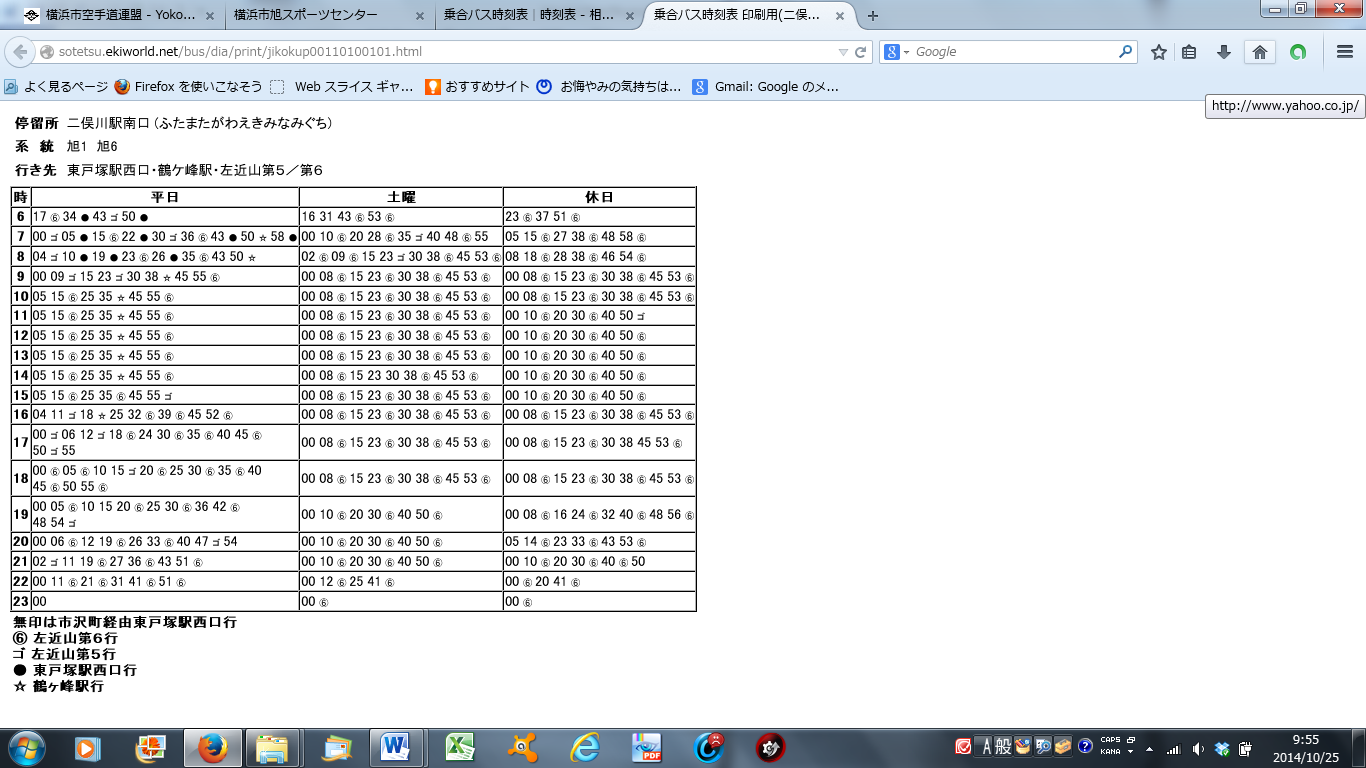 横浜市空手道連盟 - Yoko... × 横浜市旭スポーツセンター × 乗合バス時刻表｜時刻表 - 相... × 乗合バス時刻表 印刷用(二俣... × +
sotetsu.ekiworld.net/bus/dia/print/jikokup00110100101.html Google
よく見るページ Firefox を使いこなそう Web スライス ギャ... おすすめサイト お悔やみの気持ちは... Gmail: Google のメ...
http://www.yahoo.co.jp/
停留所 二俣川駅南口 (ふたまたがわえきみなみぐち)
系 統 旭1 旭6
行き先 東戸塚駅西口・鶴ケ峰駅・左近山第５／第６
時 平日 土曜 休日
6 17 ⑥ 34 ● 43 ゴ 50 ● 16 31 43 ⑥ 53 ⑥ 23 ⑥ 37 51 ⑥
7 00 ゴ 05 ● 15 ⑥ 22 ● 30 ゴ 36 ⑥ 43 ● 50 ☆ 58 ● 00 10 ⑥ 20 28 ⑥ 35 ゴ 40 48 ⑥ 55 05 15 ⑥ 27 38 ⑥ 48 58 ⑥
8 04 ゴ 10 ● 19 ● 23 ⑥ 26 ● 35 ⑥ 43 50 ☆ 02 ⑥ 09 ⑥ 15 23 ゴ 30 38 ⑥ 45 53 ⑥ 08 18 ⑥ 28 38 ⑥ 46 54 ⑥
9 00 09 ゴ 15 23 ゴ 30 38 ☆ 45 55 ⑥ 00 08 ⑥ 15 23 ⑥ 30 38 ⑥ 45 53 ⑥ 00 08 ⑥ 15 23 ⑥ 30 38 ⑥ 45 53 ⑥
10 05 15 ⑥ 25 35 ☆ 45 55 ⑥ 00 08 ⑥ 15 23 ⑥ 30 38 ⑥ 45 53 ⑥ 00 08 ⑥ 15 23 ⑥ 30 38 ⑥ 45 53 ⑥
11 05 15 ⑥ 25 35 ☆ 45 55 ⑥ 00 08 ⑥ 15 23 ⑥ 30 38 ⑥ 45 53 ⑥ 00 10 ⑥ 20 30 ⑥ 40 50 ゴ
12 05 15 ⑥ 25 35 ☆ 45 55 ⑥ 00 08 ⑥ 15 23 ⑥ 30 38 ⑥ 45 53 ⑥ 00 10 ⑥ 20 30 ⑥ 40 50 ⑥
13 05 15 ⑥ 25 35 ☆ 45 55 ⑥ 00 08 ⑥ 15 23 ⑥ 30 38 ⑥ 45 53 ⑥ 00 10 ⑥ 20 30 ⑥ 40 50 ⑥
14 05 15 ⑥ 25 35 ☆ 45 55 ⑥ 00 08 ⑥ 15 23 30 38 ⑥ 45 53 ⑥ 00 10 ⑥ 20 30 ⑥ 40 50 ⑥
15 05 15 ⑥ 25 35 ⑥ 45 55 ゴ 00 08 ⑥ 15 23 ⑥ 30 38 ⑥ 45 53 ⑥ 00 10 ⑥ 20 30 ⑥ 40 50 ⑥
16 04 11 ゴ 18 ☆ 25 32 ⑥ 39 ⑥ 45 52 ⑥ 00 08 ⑥ 15 23 ⑥ 30 38 ⑥ 45 53 ⑥ 00 08 ⑥ 15 23 ⑥ 30 38 ⑥ 45 53 ⑥
17 00 ゴ 06 12 ゴ 18 ⑥ 24 30 ⑥ 35 ⑥ 40 45 ⑥
50 ゴ 55 00 08 ⑥ 15 23 ⑥ 30 38 ⑥ 45 53 ⑥ 00 08 ⑥ 15 23 ⑥ 30 38 45 53 ⑥
18 00 ⑥ 05 ⑥ 10 15 ゴ 20 ⑥ 25 30 ⑥ 35 ⑥ 40
45 ⑥ 50 55 ⑥ 00 08 ⑥ 15 23 ⑥ 30 38 ⑥ 45 53 ⑥ 00 08 ⑥ 15 23 ⑥ 30 38 ⑥ 45 53 ⑥
19 00 05 ⑥ 10 15 20 ⑥ 25 30 ⑥ 36 42 ⑥
48 54 ゴ 00 10 ⑥ 20 30 ⑥ 40 50 ⑥ 00 08 ⑥ 16 24 ⑥ 32 40 ⑥ 48 56 ⑥
20 00 06 ⑥ 12 19 ⑥ 26 33 ⑥ 40 47 ゴ 54 00 10 ⑥ 20 30 ⑥ 40 50 ⑥ 05 14 ⑥ 23 33 ⑥ 43 53 ⑥
21 02 ゴ 11 19 ⑥ 27 36 ⑥ 43 51 ⑥ 00 10 ⑥ 20 30 ⑥ 40 50 ⑥ 00 10 ⑥ 20 30 ⑥ 40 ⑥ 50
22 00 11 ⑥ 21 ⑥ 31 41 ⑥ 51 ⑥ 00 12 ⑥ 25 41 ⑥ 00 ⑥ 20 41 ⑥
23 00 00 ⑥ 00 ⑥
無印は市沢町経由東戸塚駅西口行
⑥ 左近山第６行
ゴ 左近山第５行
● 東戸塚駅西口行
☆ 鶴ヶ峰駅行
A 般 CAPS KANA 9:55
2014/10/25